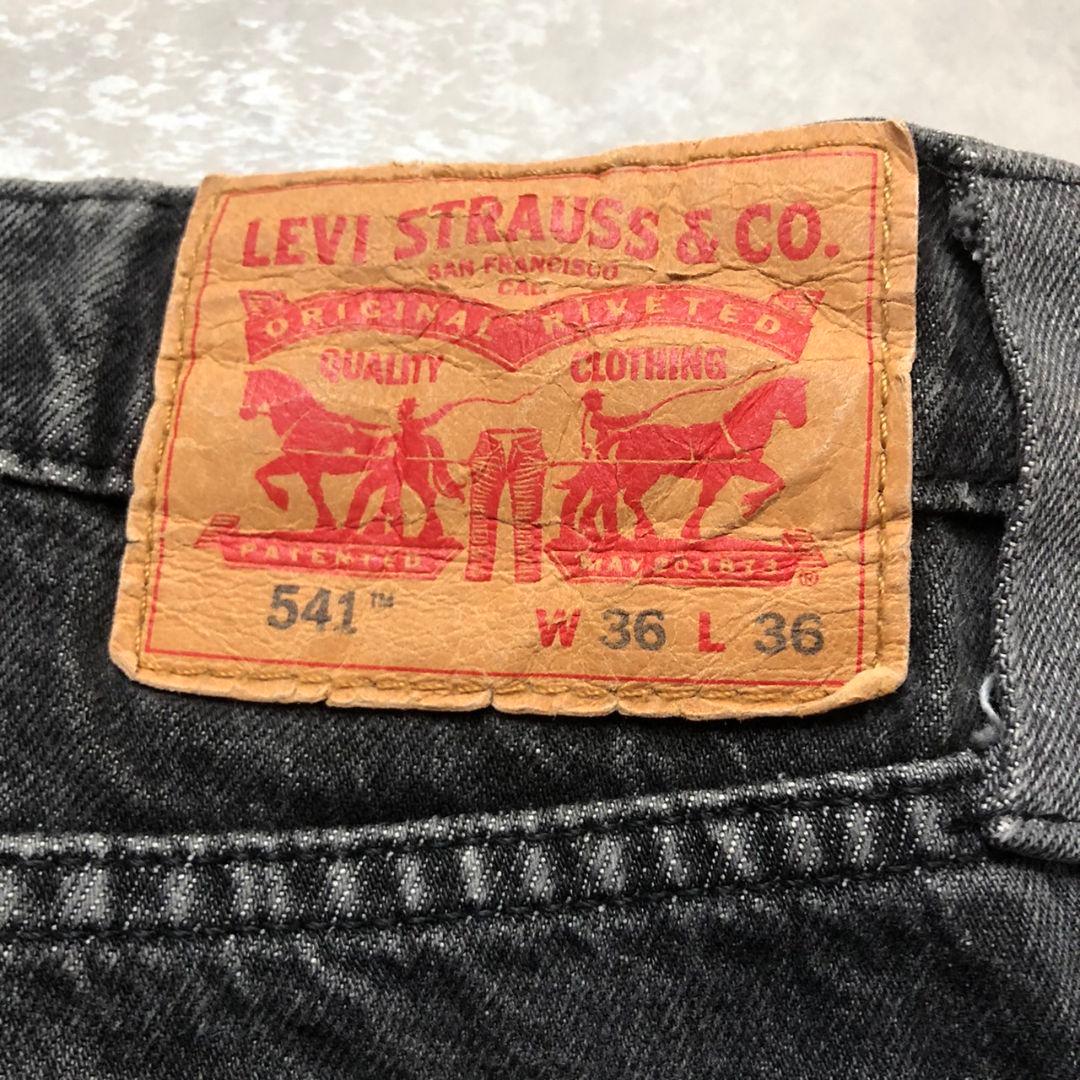 LEVI STRAUSS & CO.
SAN FRANCISCO
CAL.
ORIGINAL RIVETED
QUALITY CLOTHING
PATENTED MAY 20 1873 ®
541™ W 36 L 36